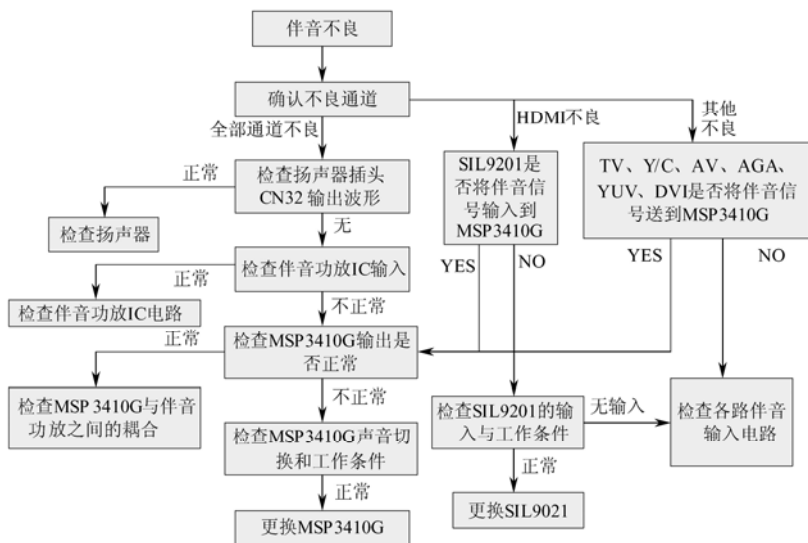 伴音不良
确认不良通道
全部通道不良
HDMI不良
其他
不良
正常
检查扬声器插头
CN32 输出波形
SIL9201是
否将伴音信
号输入到
MSP3410G
TV、Y/C、AV、AGA、
YUV、DVI是否将伴音信
号送到MSP3410G
检查扬声器
无
正常
检查伴音功放IC输入
YES
NO
YES
NO
检查伴音功放IC电路
不正常
正常
检查MSP3410G输出是
否正常
检查MSP 3410G与伴音
功放之间的耦合
不正常
检查SIL9201的输
入与工作条件
无输入
检查各路伴音
输入电路
检查MSP3410G声音切
换和工作条件
正常
正常
更换MSP3410G
更换SIL9021